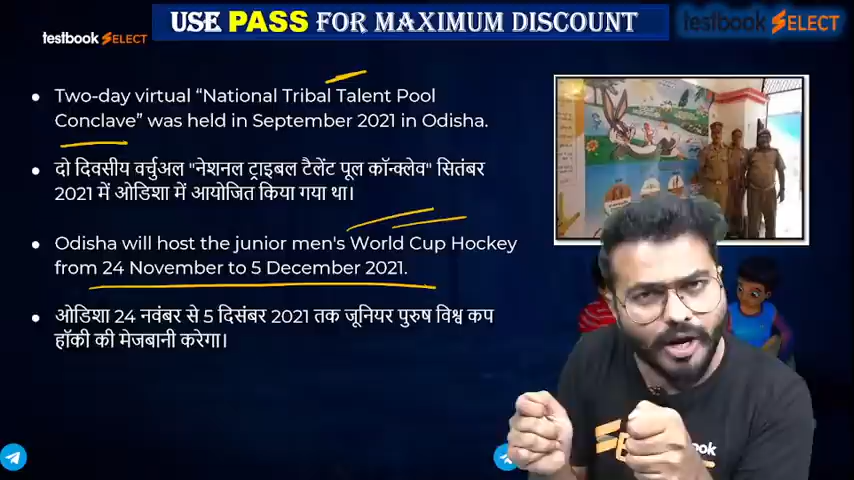 USE PASS FOR MAXIMUM DISCOUNT
testbook SELECT
testbook SELECT
Two-day virtual “National Tribal Talent Pool
Conclave” was held in September 2021 in Odisha.
दो दिवसीय वर्चुअल "नेशनल ट्राइबल टैलेंट पूल कॉन्क्लेव" सितंबर
2021 में ओडिशा में आयोजित किया गया था।
Odisha will host the junior men's World Cup Hockey
from 24 November to 5 December 2021.
ओडिशा 24 नवंबर से 5 दिसंबर 2021 तक जूनियर पुरुष विश्व कप
हॉकी की मेजबानी करेगा।